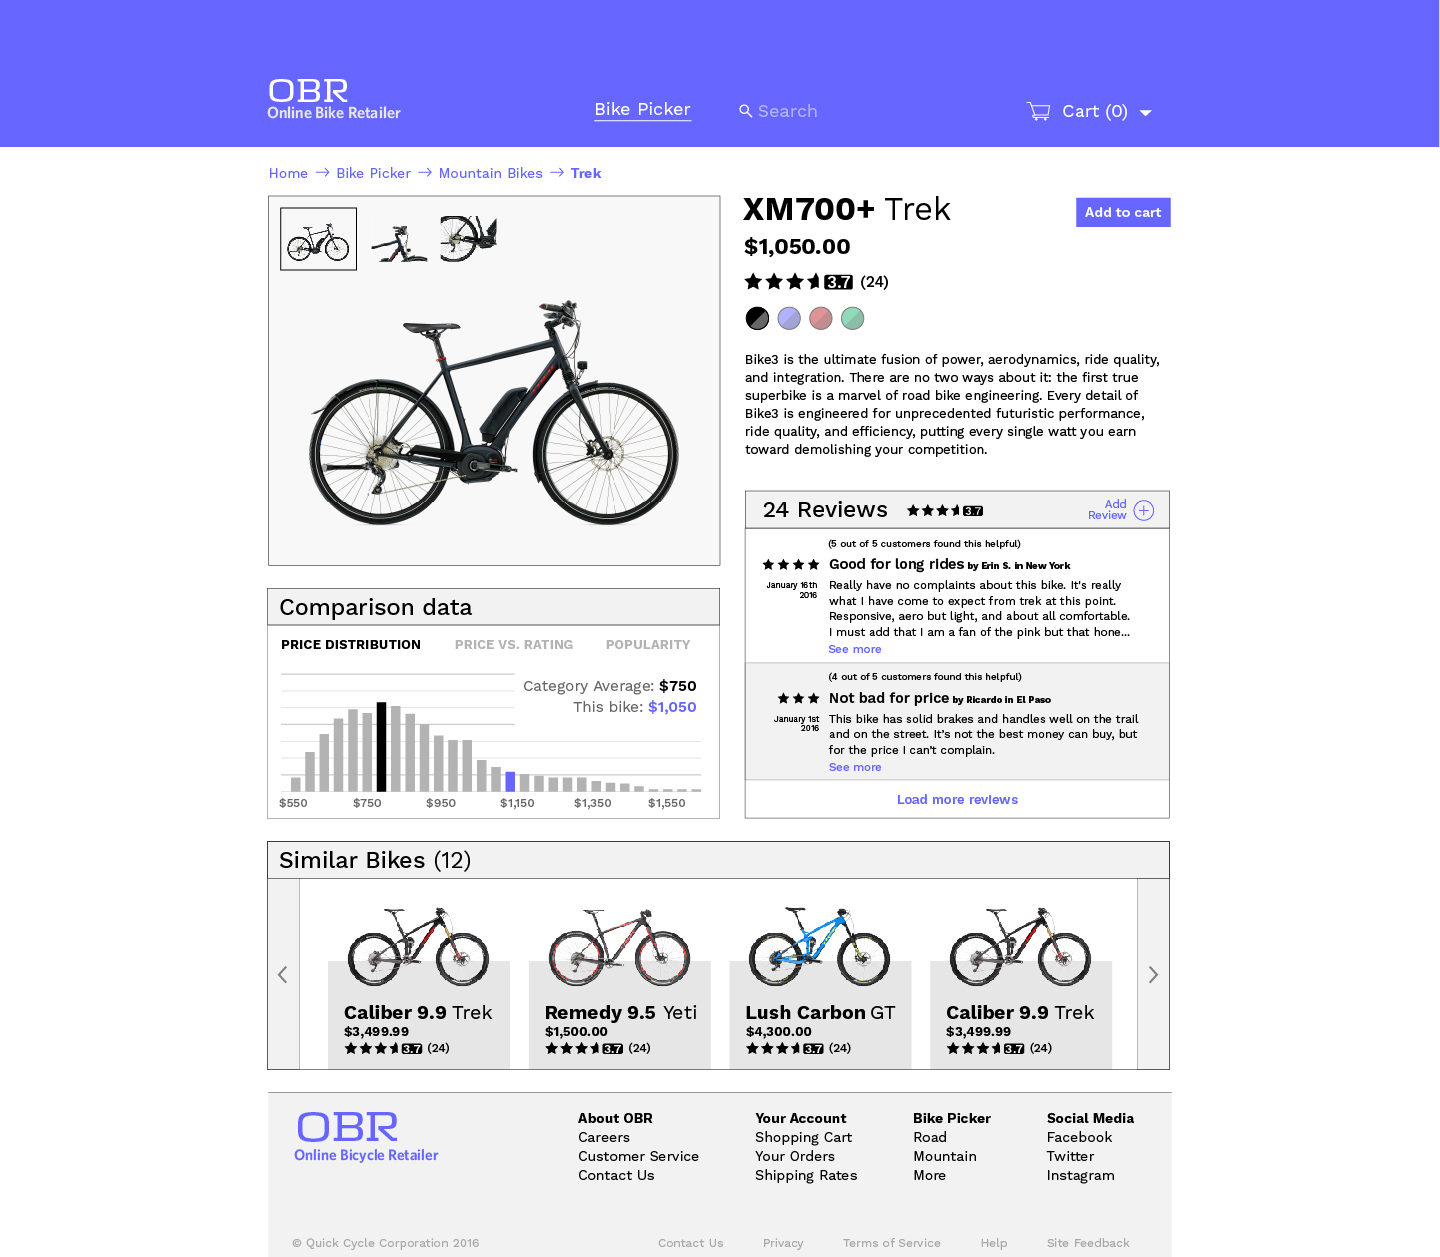 OBR
Online Bike Retailer
Bike Picker
Search
Cart (0)
Home → Bike Picker → Mountain Bikes → Trek
XM700+ Trek
Add to cart
$1,050.00
3.7 (24)
Bike3 is the ultimate fusion of power, aerodynamics, ride quality,
and integration. There are no two ways about it: the first true
superbike is a marvel of road bike engineering. Every detail of
Bike3 is engineered for unprecedented futuristic performance,
ride quality, and efficiency, putting every single watt you earn
toward demolishing your competition.
24 Reviews
3.7
Add
Review
(5 out of 5 customers found this helpful)
Good for long rides by Erin S. in New York
January 16th
2016
Really have no complaints about this bike. It's really
what I have come to expect from trek at this point.
Responsive, aero but light, and about all comfortable.
I must add that I am a fan of the pink but that hone...
See more
(4 out of 5 customers found this helpful)
Not bad for price by Ricardo in El Paso
January 1st
2016
This bike has solid brakes and handles well on the trail
and on the street. It's not the best money can buy, but
for the price I can't complain.
See more
Load more reviews
Comparison data
PRICE DISTRIBUTION
PRICE VS. RATING
POPULARITY
Category Average: $750
This bike: $1,050
$550
$750
$950
$1,150
$1,350
$1,550
Similar Bikes (12)
Caliber 9.9 Trek
$3,499.99
3.7 (24)
Remedy 9.5 Yeti
$1,500.00
3.7 (24)
Lush Carbon GT
$4,300.00
3.7 (24)
Caliber 9.9 Trek
$3,499.99
3.7 (24)
OBR
Online Bicycle Retailer
About OBR
Careers
Customer Service
Contact Us
Your Account
Shopping Cart
Your Orders
Shipping Rates
Bike Picker
Road
Mountain
More
Social Media
Facebook
Twitter
Instagram
© Quick Cycle Corporation 2016
Contact Us
Privacy
Terms of Service
Help
Site Feedback